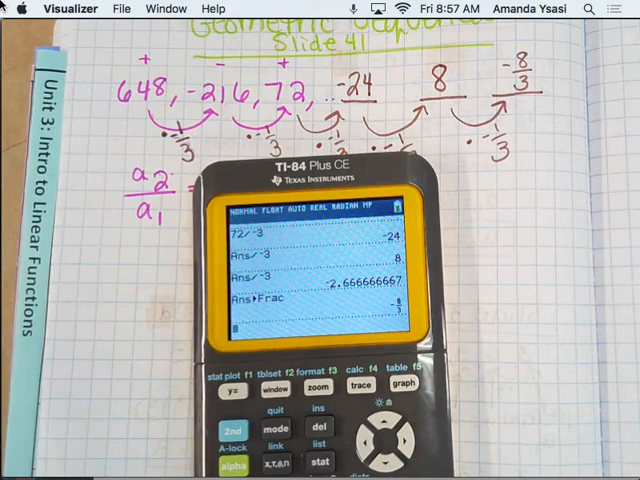 Visualizer File Window Help Fri 8:57 AM Amanda Ysasi
Geometric Sequences
Slide 41
+ - +
648, -216, 72, ... -24 8 -8/3
·-1/3 ·-1/3 ·-1/3 ·-1/3 ·-1/3
a2/a1 =
Unit 3: Intro to Linear Functions
TI-84 Plus CE
TEXAS INSTRUMENTS
NORMAL FLOAT AUTO REAL RADIAN MP
72/-3
-24
Ans/-3
8
Ans/-3
-2.666666667
Ans▸Frac
-8/3
stat plot f1 tblset f2 format f3 calc f4 table f5
y= window zoom trace graph
quit ins
2nd mode del
A-lock link list
alpha X,T,θ,n stat